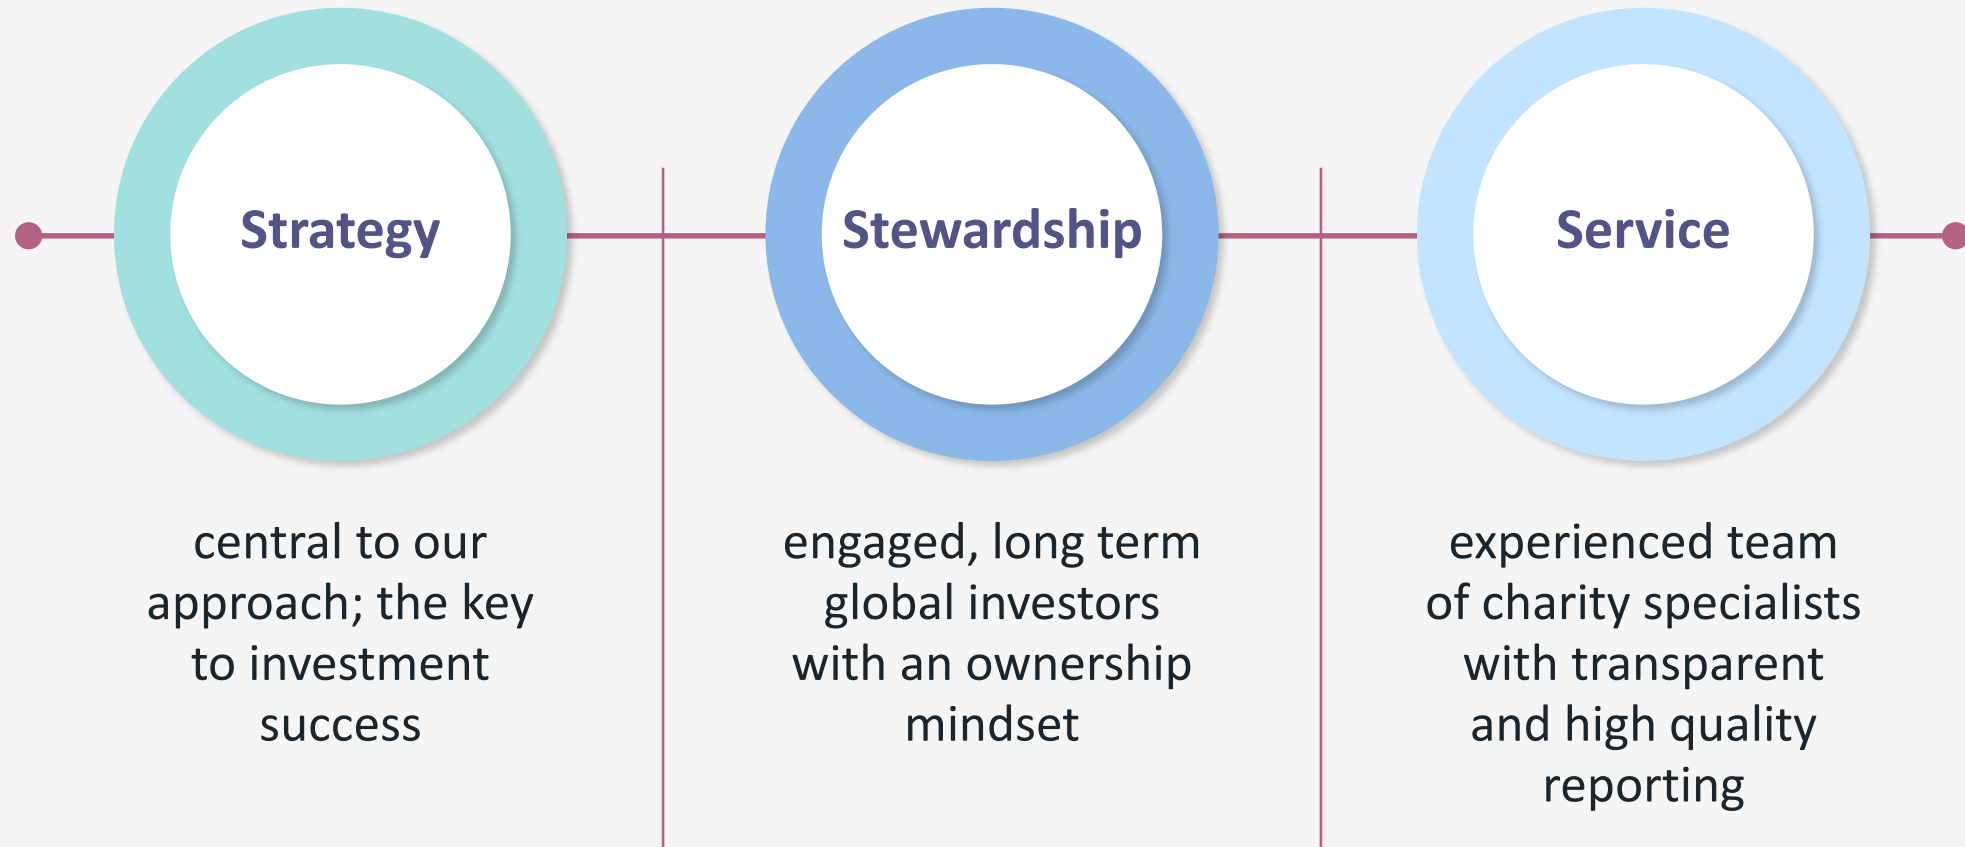 Strategy
central to our
approach; the key
to investment
success
Stewardship
engaged, long term
global investors
with an ownership
mindset
Service
experienced team
of charity specialists
with transparent
and high quality
reporting